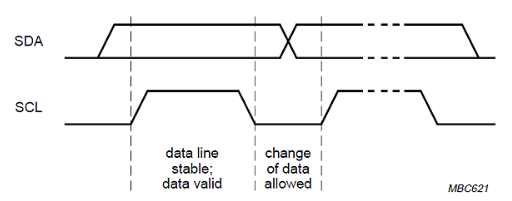 SDA
SCL
data line
stable;
data valid
change
of data
allowed
MBC621